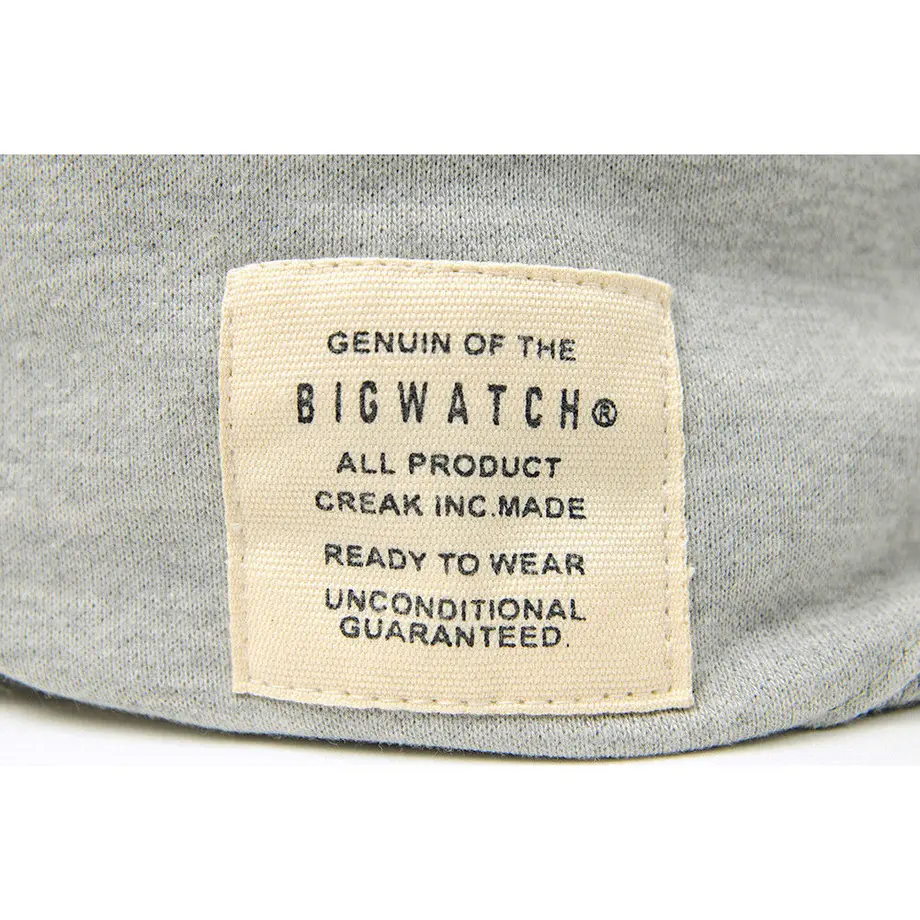 GENUIN OF THE
BIGWATCH®
ALL PRODUCT
CREAK INC.MADE
READY TO WEAR
UNCONDITIONAL
GUARANTEED.